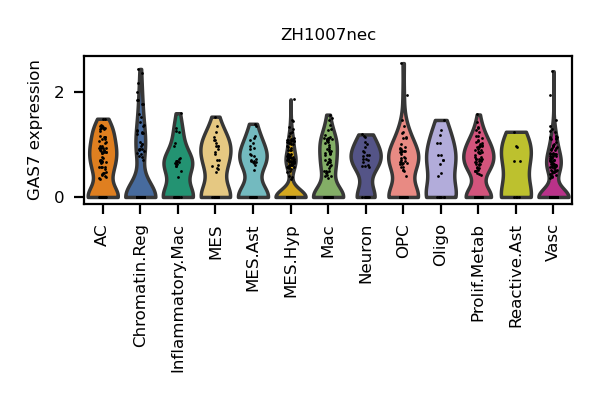 ZH1007nec
GAS7 expression
2
0
AC
Chromatin.Reg
Inflammatory.Mac
MES
MES.Ast
MES.Hyp
Mac
Neuron
OPC
Oligo
Prolif.Metab
Reactive.Ast
Vasc